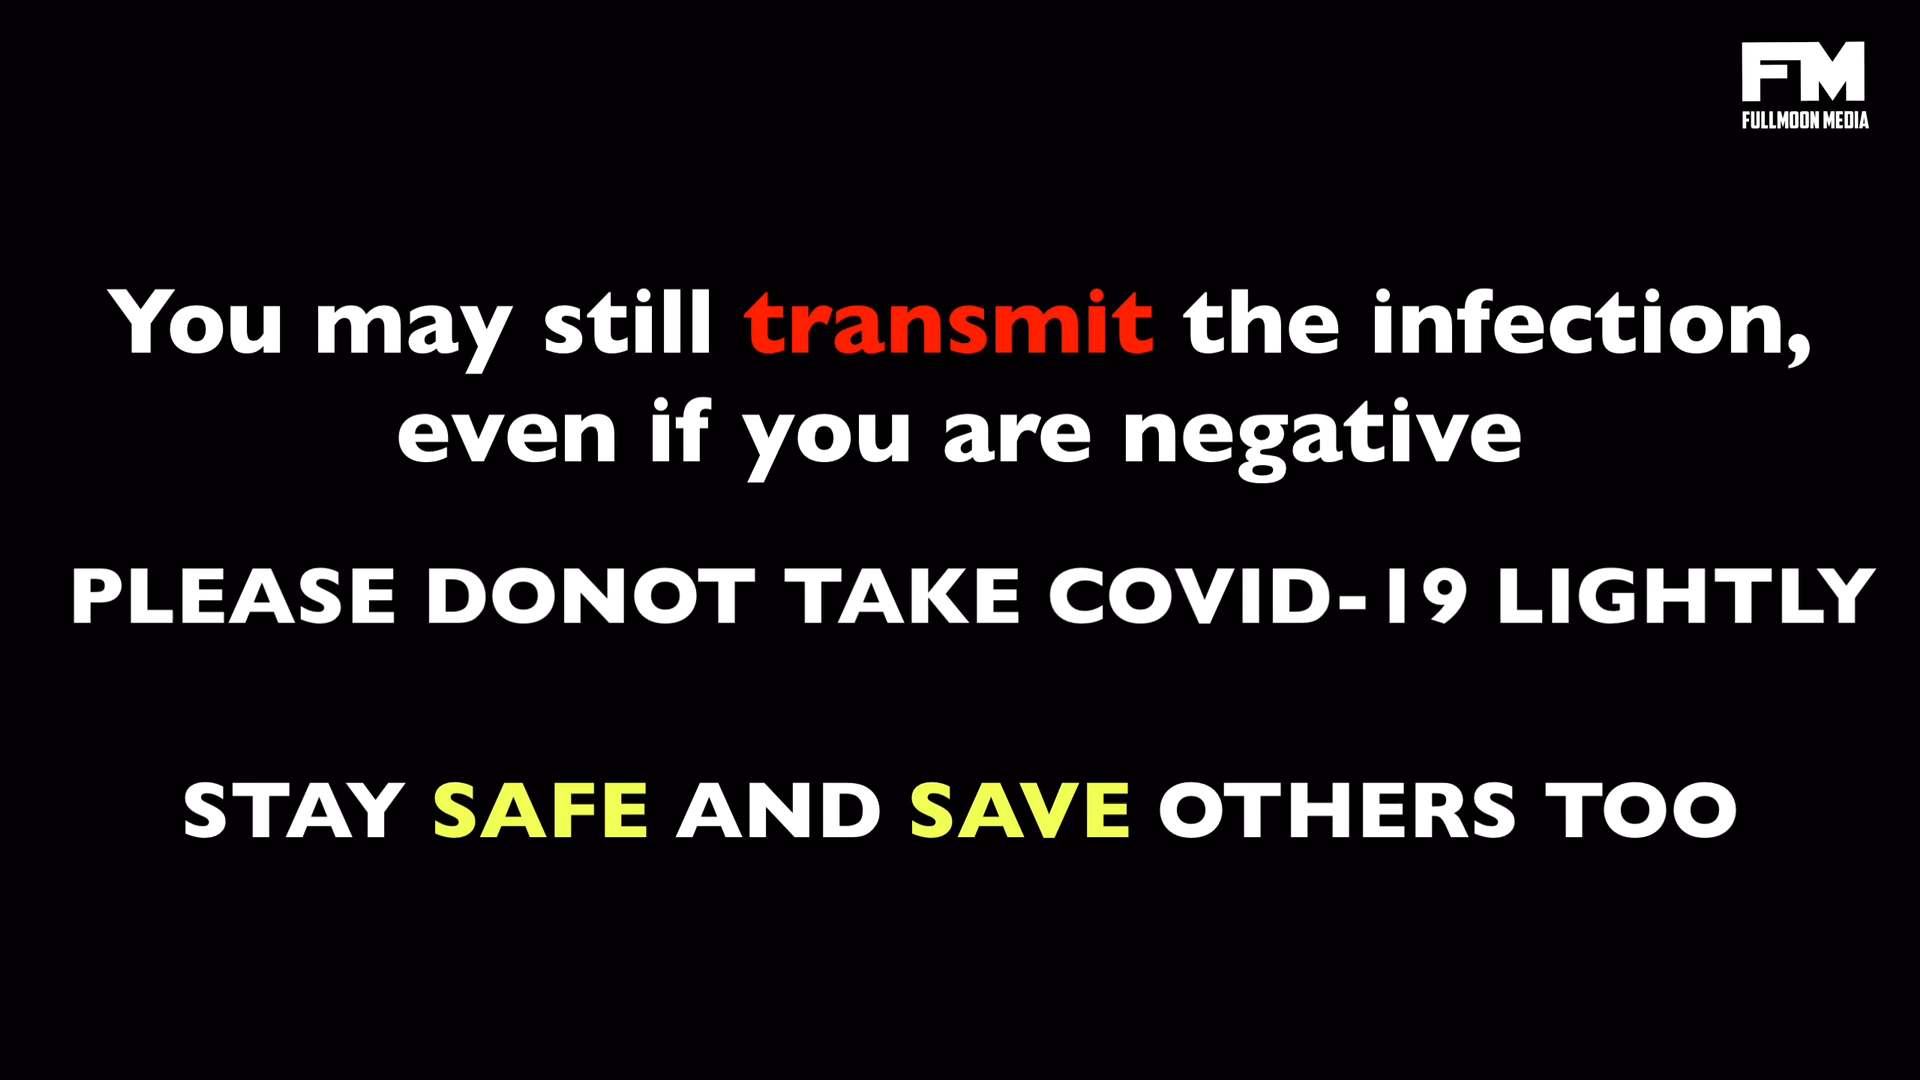 FM
FULLMOON MEDIA
You may still transmit the infection,
even if you are negative
PLEASE DONOT TAKE COVID-19 LIGHTLY
STAY SAFE AND SAVE OTHERS TOO